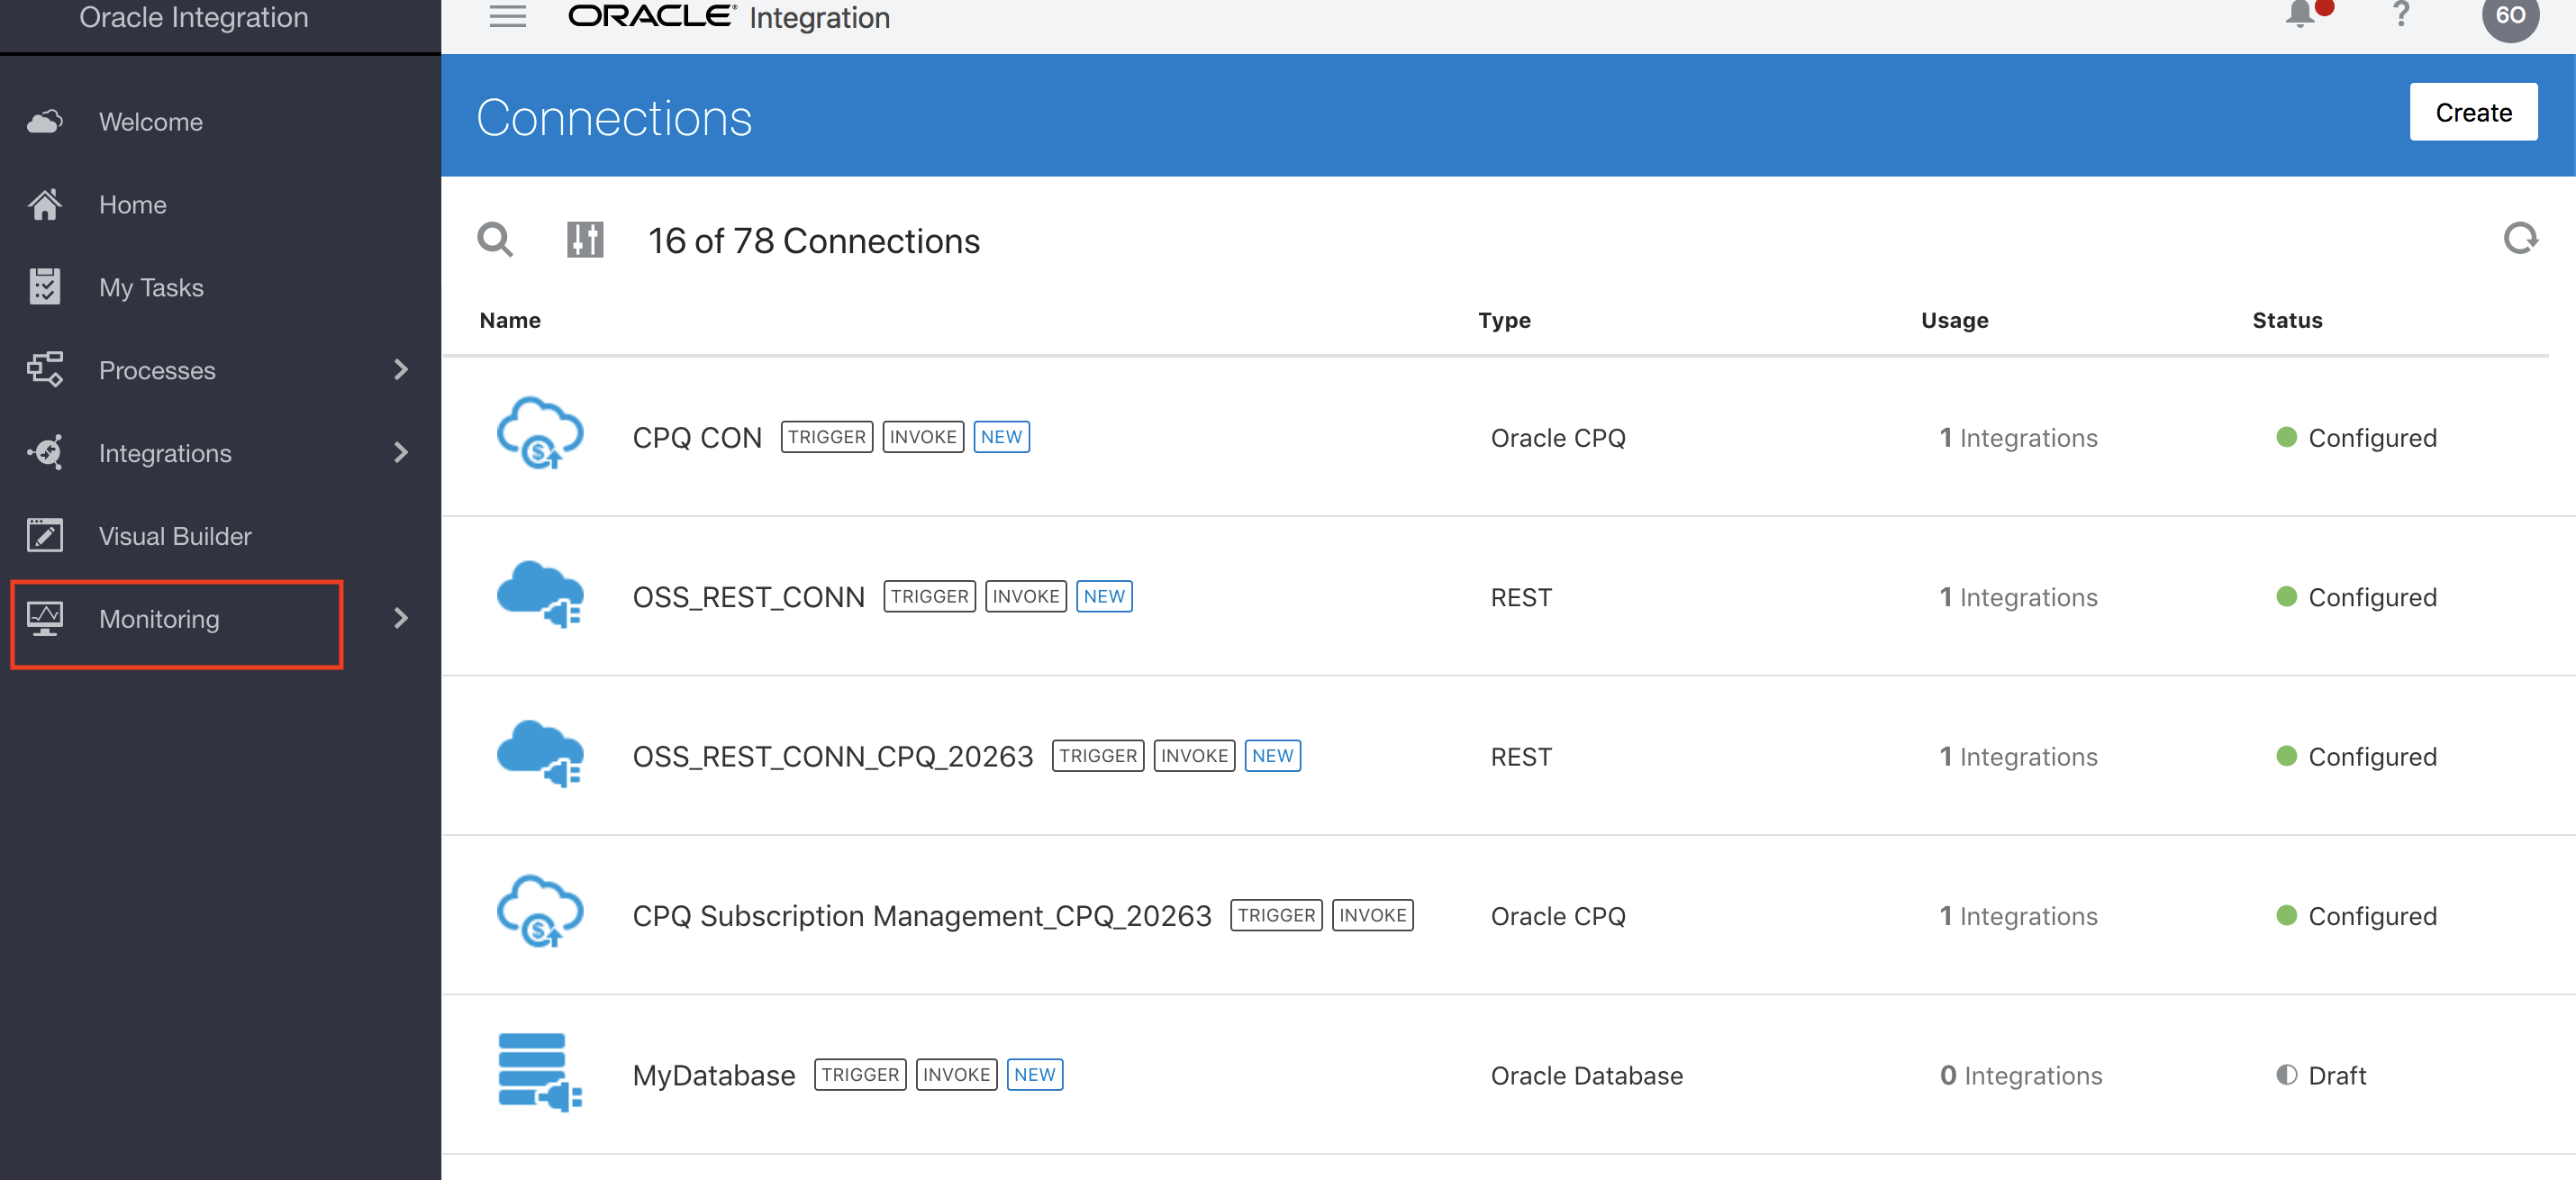 Oracle Integration
Welcome
Home
My Tasks
Processes
Integrations
Visual Builder
Monitoring
ORACLE® Integration
?
6O
Connections
Create
16 of 78 Connections
Name Type Usage Status
CPQ CON TRIGGER INVOKE NEW Oracle CPQ 1 Integrations Configured
OSS_REST_CONN TRIGGER INVOKE NEW REST 1 Integrations Configured
OSS_REST_CONN_CPQ_20263 TRIGGER INVOKE NEW REST 1 Integrations Configured
CPQ Subscription Management_CPQ_20263 TRIGGER INVOKE Oracle CPQ 1 Integrations Configured
MyDatabase TRIGGER INVOKE NEW Oracle Database 0 Integrations Draft